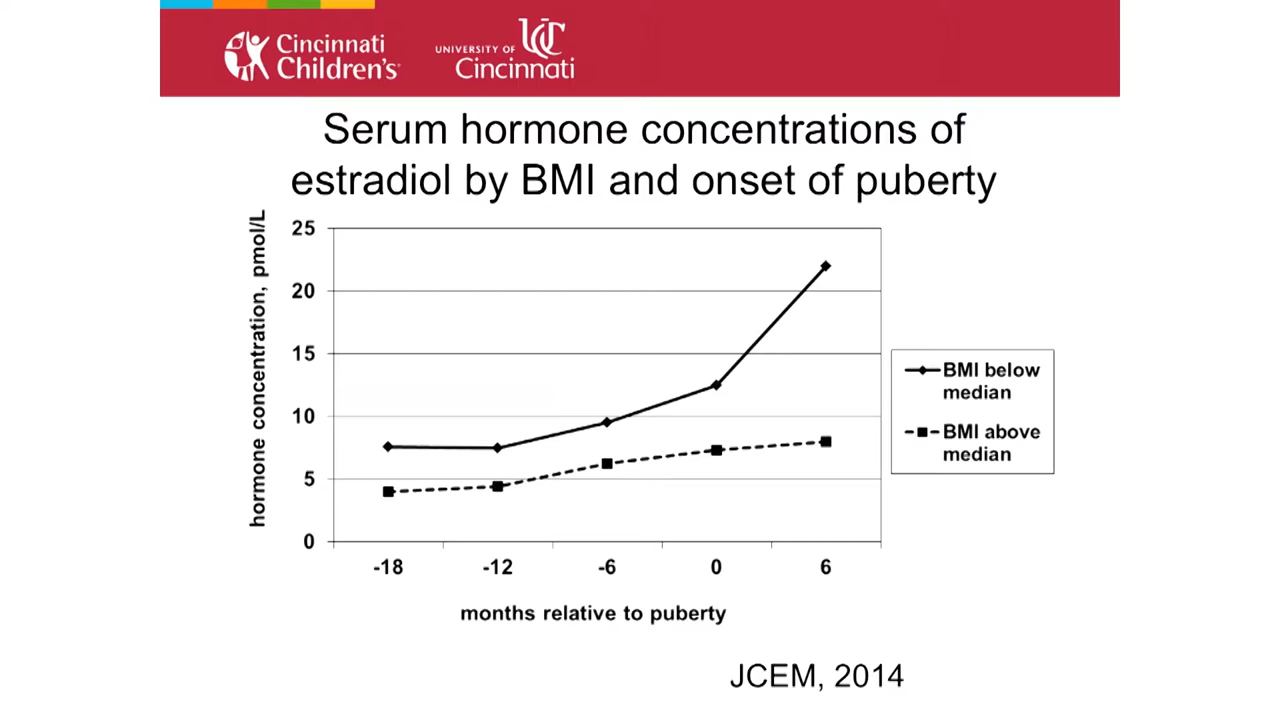 Cincinnati
Children's
UNIVERSITY OF
UC
Cincinnati
Serum hormone concentrations of
estradiol by BMI and onset of puberty
hormone concentration, pmol/L
25
20
15
10
5
0
-18 -12 -6 0 6
months relative to puberty
BMI below
median
BMI above
median
JCEM, 2014